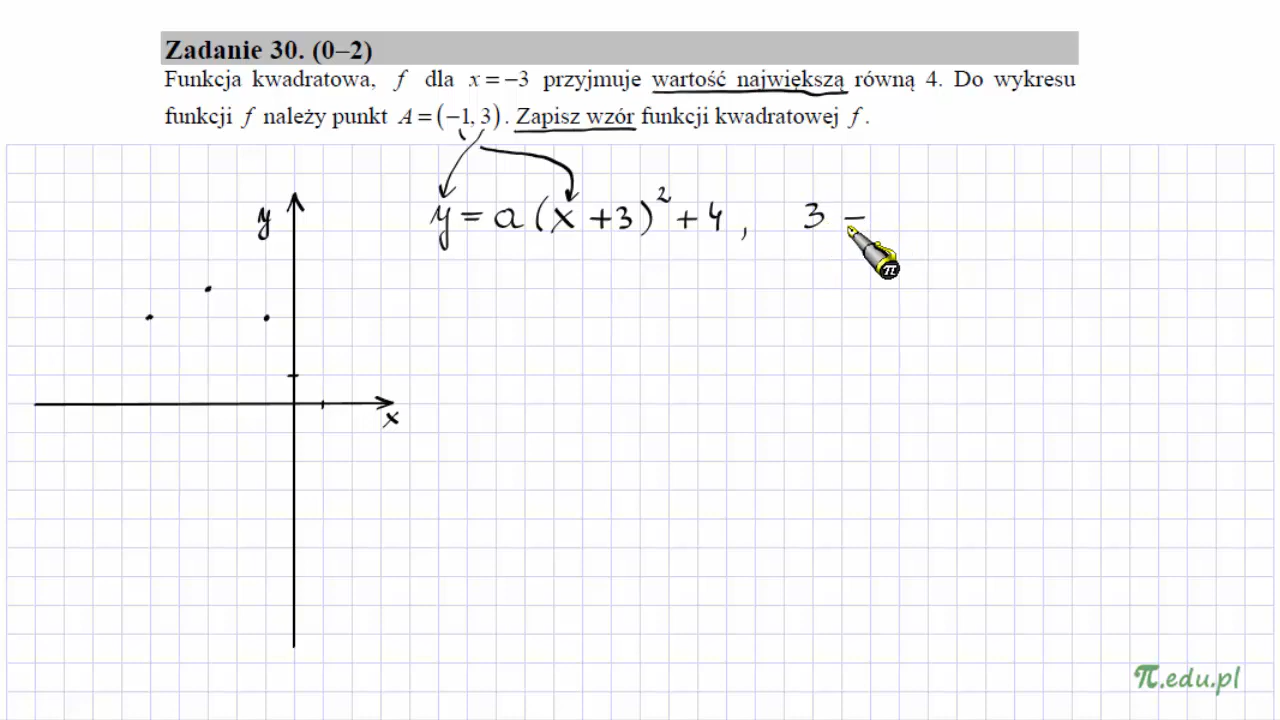 Zadanie 30. (0–2)
Funkcja kwadratowa, f dla x = −3 przyjmuje wartość największą równą 4. Do wykresu
funkcji f należy punkt A = (−1, 3). Zapisz wzór funkcji kwadratowej f.
y = a(x+3)² + 4, 3 =
y
x
π
π.edu.pl